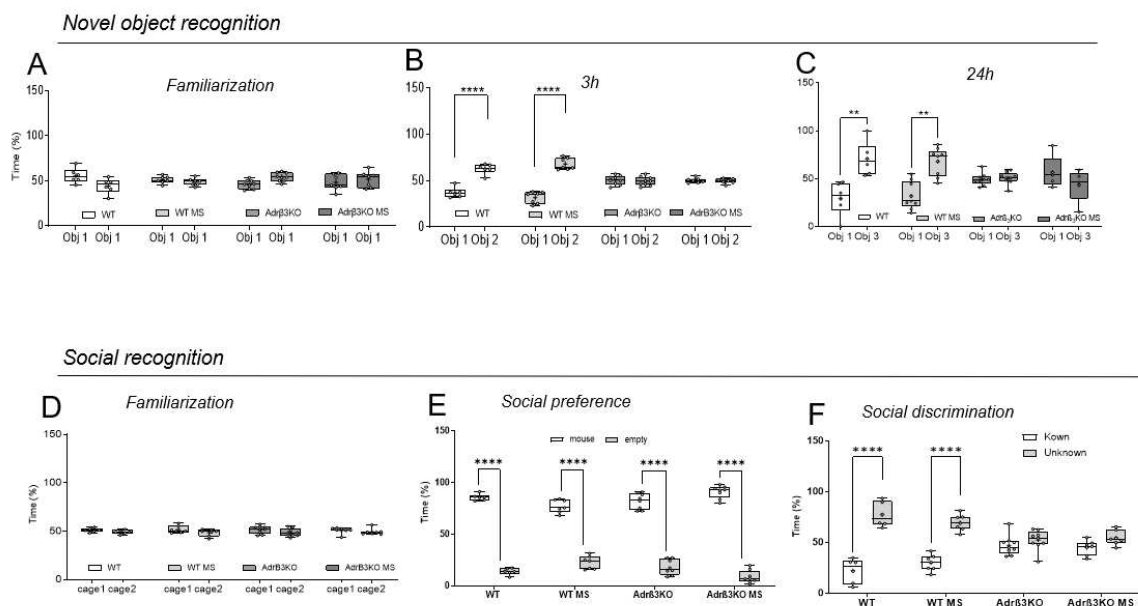 Novel object recognition
A
Familiarization
Time (%)
150
100
50
0
WT
WT MS
Adrβ3KO
Adrβ3KO MS
Obj 1 Obj 1
Obj 1 Obj 1
Obj 1 Obj 1
Obj 1 Obj 1
B
3h
150
100
50
0
****
****
WT
WT MS
Adrβ3KO
Adrβ3KO MS
Obj 1 Obj 2
Obj 1 Obj 2
Obj 1 Obj 2
Obj 1 Obj 2
C
24h
150
100
50
0
**
**
WT
WT MS
Adrβ₃KO
Adrβ₃KO MS
Obj 1 Obj 3
Obj 1 Obj 3
Obj 1 Obj 3
Obj 1 Obj 3
Social recognition
D
Familiarization
Time (%)
150
100
50
0
WT
WT MS
AdrB3KO
AdrB3KO MS
cage1 cage2
cage1 cage2
cage1 cage2
cage1 cage2
E
Social preference
mouse
empty
Time (%)
150
100
50
0
****
****
****
****
WT
WT MS
Adrß3KO
Adrß3KO MS
F
Social discrimination
Kown
Unknown
Time (%)
150
100
50
0
****
****
WT
WT MS
Adrß3KO
Adrß3KO MS